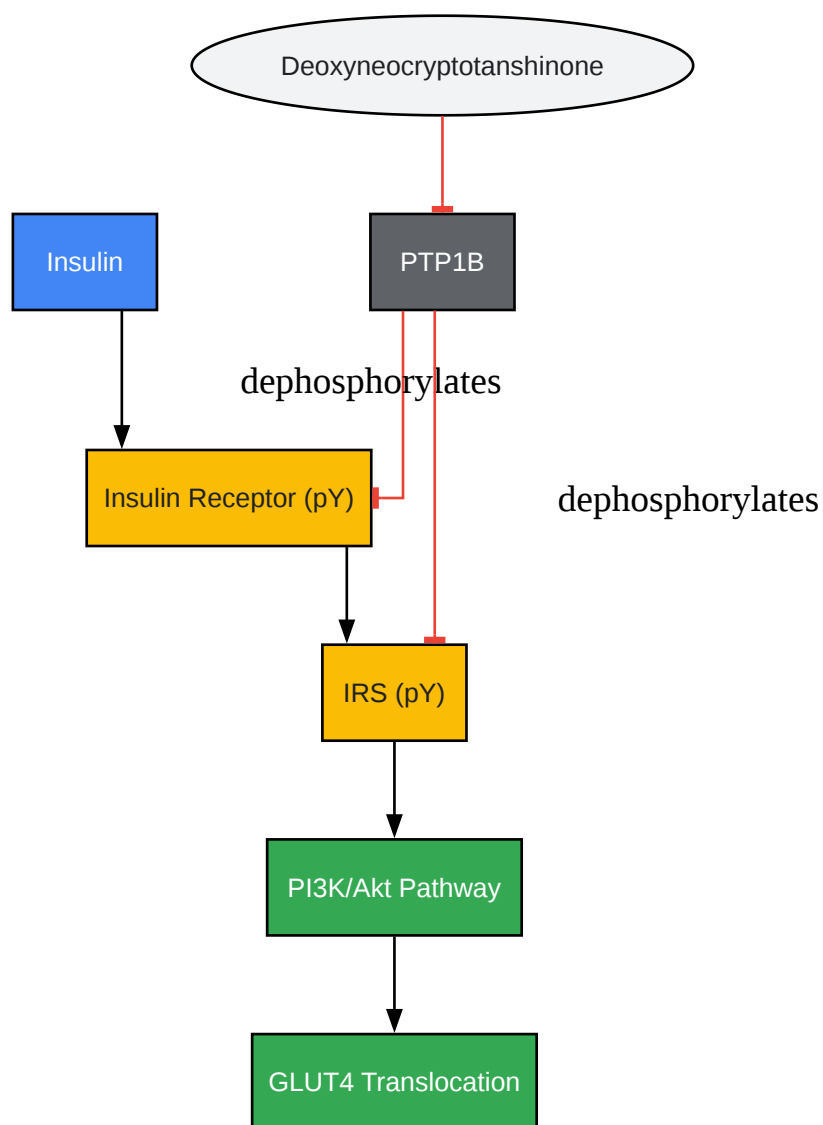 Deoxyneocryptotanshinone
Insulin
PTP1B
dephosphorylates
Insulin Receptor (pY)
dephosphorylates
IRS (pY)
PI3K/Akt Pathway
GLUT4 Translocation